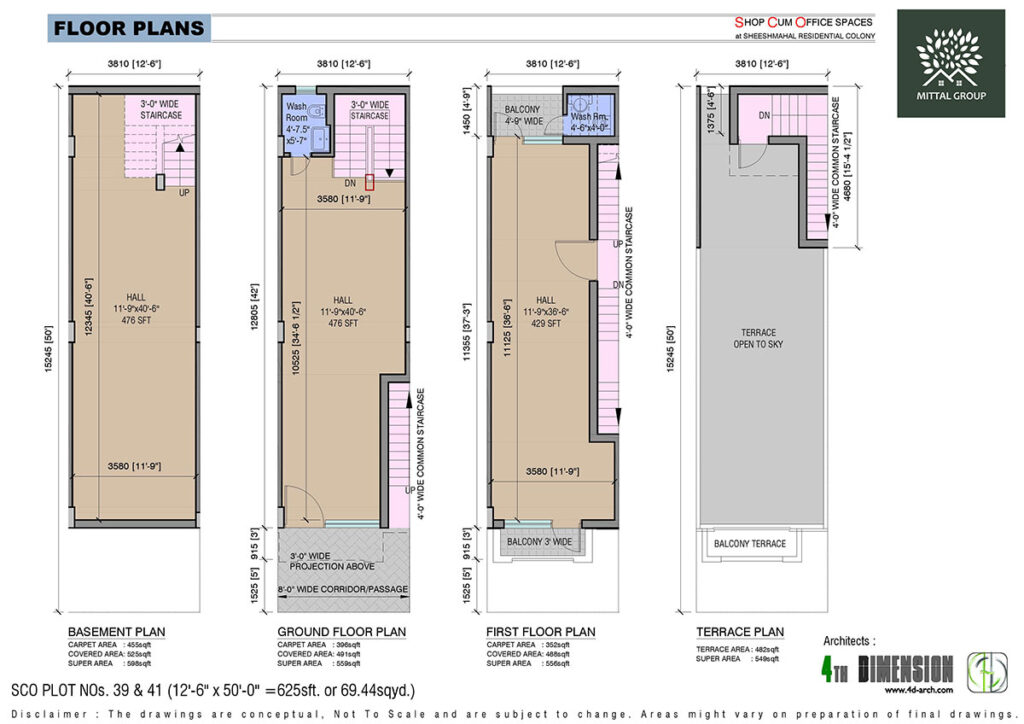 FLOOR PLANS
SHOP CUM OFFICE SPACES
at SHEESHMAHAL RESIDENTIAL COLONY
MITTAL GROUP
3810 [12'-6"]
3'-0" WIDE
STAIRCASE
UP
12345 [40'-6"]
HALL
11'-9"x40'-6"
476 SFT
15245 [50']
3580 [11'-9"]
BASEMENT PLAN
CARPET AREA : 455sqft
COVERED AREA: 525sqft
SUPER AREA : 598sqft
3810 [12'-6"]
Wash
Room
4'-7.5"
x5'-7"
3'-0" WIDE
STAIRCASE
DN
3580 [11'-9"]
12805 [42']
10525 [34'-6 1/2"]
HALL
11'-9"x40'-6"
476 SFT
4'-0" WIDE COMMON STAIRCASE
UP
915 [3']
3'-0" WIDE
PROJECTION ABOVE
1525 [5']
8'-0" WIDE CORRIDOR/PASSAGE
GROUND FLOOR PLAN
CARPET AREA : 396sqft
COVERED AREA: 491sqft
SUPER AREA : 559sqft
3810 [12'-6"]
1450 [4'-9"]
BALCONY
4'-9" WIDE
Wash Rm.
4'-6"x4'-0"
UP
DN
4'-0" WIDE COMMON STAIRCASE
11355 [37'-3"]
11125 [36'-6"]
HALL
11'-9"x36'-6"
429 SFT
3580 [11'-9"]
915 [3']
BALCONY 3' WIDE
1525 [5']
FIRST FLOOR PLAN
CARPET AREA : 352sqft
COVERED AREA: 488sqft
SUPER AREA : 556sqft
3810 [12'-6"]
1375 [4'-6"]
DN
4'-0" WIDE COMMON STAIRCASE
4680 [15'-4 1/2"]
15245 [50']
TERRACE
OPEN TO SKY
BALCONY TERRACE
TERRACE PLAN
TERRACE AREA : 482sqft
SUPER AREA : 549sqft
Architects :
4TH DIMENSION
www.4d-arch.com
SCO PLOT NOs. 39 & 41 (12'-6" x 50'-0" =625sft. or 69.44sqyd.)
Disclaimer : The drawings are conceptual, Not To Scale and are subject to change. Areas might vary on preparation of final drawings.